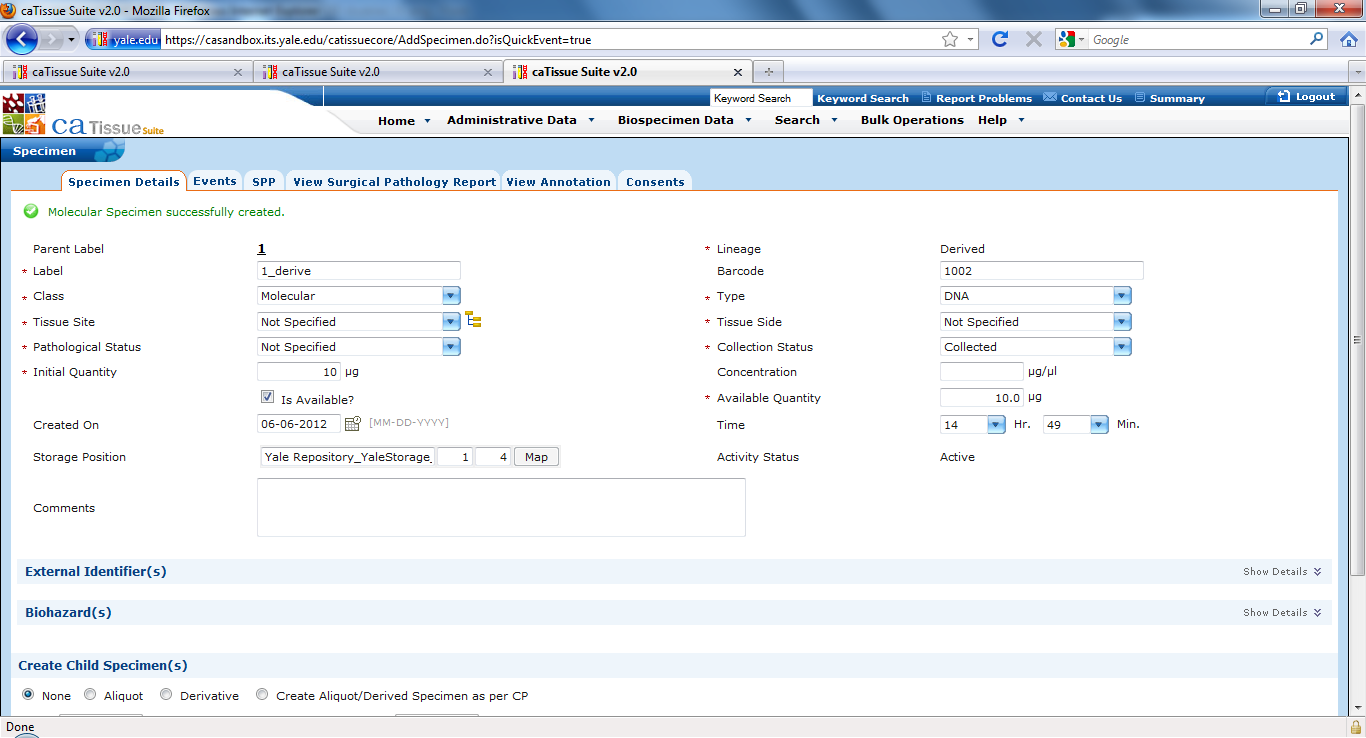 caTissue Suite v2.0 - Mozilla Firefox
yale.edu https://casandbox.its.yale.edu/catissuecore/AddSpecimen.do?isQuickEvent=true Google
caTissue Suite v2.0 caTissue Suite v2.0 caTissue Suite v2.0
Keyword Search Keyword Search Report Problems Contact Us Summary Logout
ca Tissue Suite
Home Administrative Data Biospecimen Data Search Bulk Operations Help
Specimen
Specimen Details Events SPP View Surgical Pathology Report View Annotation Consents
Molecular Specimen successfully created.
Parent Label 1 * Lineage Derived
* Label 1_derive Barcode 1002
* Class Molecular * Type DNA
* Tissue Site Not Specified * Tissue Side Not Specified
* Pathological Status Not Specified * Collection Status Collected
* Initial Quantity 10 µg Concentration µg/µl
Is Available? * Available Quantity 10.0 µg
Created On 06-06-2012 [MM-DD-YYYY] Time 14 Hr. 49 Min.
Storage Position Yale Repository_YaleStorage_ 1 4 Map Activity Status Active
Comments
External Identifier(s) Show Details
Biohazard(s) Show Details
Create Child Specimen(s)
None Aliquot Derivative Create Aliquot/Derived Specimen as per CP
Done